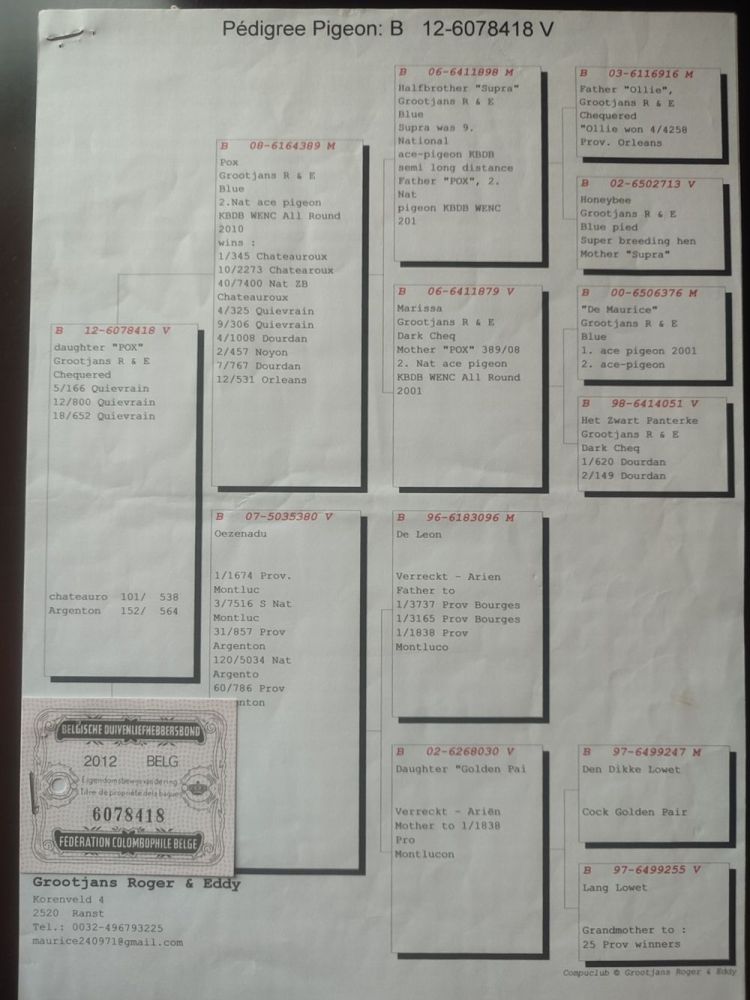 Pédigree Pigeon: B 12-6078418 V
B 12-6078418 V
daughter "POX"
Grootjans R & E
Chequered
5/166 Quievrain
12/800 Quievrain
18/652 Quievrain
chateauro 101/ 538
Argenton 152/ 564
B 08-6164389 M
Pox
Grootjans R & E
Blue
2.Nat ace pigeon
KBDB WENC All Round
2010
wins :
1/345 Chateauroux
10/2273 Chatearoux
40/7400 Nat ZB
Chateauroux
4/325 Quievrain
9/306 Quievrain
4/1008 Dourdan
2/457 Noyon
7/767 Dourdan
12/531 Orleans
B 07-5035380 V
Oezenadu
1/1674 Prov.
Montluc
3/7516 S Nat
Montluc
31/857 Prov
Argenton
120/5034 Nat
Argento
60/786 Prov
nton
B 06-6411898 M
Halfbrother "Supra"
Grootjans R & E
Blue
Supra was 9.
National
ace-pigeon KBDB
semi long distance
Father "POX", 2.
Nat
pigeon KBDB WENC
201
B 06-6411879 V
Marissa
Grootjans R & E
Dark Cheq
Mother "POX" 389/08
2. Nat ace pigeon
KBDB WENC All Round
2001
B 96-6183096 M
De Leon
Verreckt - Arien
Father to
1/3737 Prov Bourges
1/3165 Prov Bourges
1/1838 Prov
Montluco
B 02-6268030 V
Daughter "Golden Pai
Verreckt - Ariën
Mother to 1/1838
Pro
Montlucon
B 03-6116916 M
Father "Ollie",
Grootjans R & E
Chequered
"Ollie won 4/4258
Prov. Orleans
B 02-6502713 V
Honeybee
Grootjans R & E
Blue pied
Super breeding hen
Mother "Supra"
B 00-6506376 M
"De Maurice"
Grootjans R & E
Blue
1. ace pigeon 2001
2. ace-pigeon
B 98-6414051 V
Het Zwart Panterke
Grootjans R & E
Dark Cheq
1/620 Dourdan
2/149 Dourdan
B 97-6499247 M
Den Dikke Lowet
Cock Golden Pair
B 97-6499255 V
Lang Lowet
Grandmother to :
25 Prov winners
BELGISCHE DUIVENLIEFHEBBERSBOND
2012 BELG
Eigendomsbewijs van de ring
Titre de propriété de la bague
6078418
FÉDÉRATION COLOMBOPHILE BELGE
Grootjans Roger & Eddy
Korenveld 4
2520 Ranst
Tel.: 0032-496793225
maurice240971@gmail.com
Compuclub © Grootjans Roger & Eddy